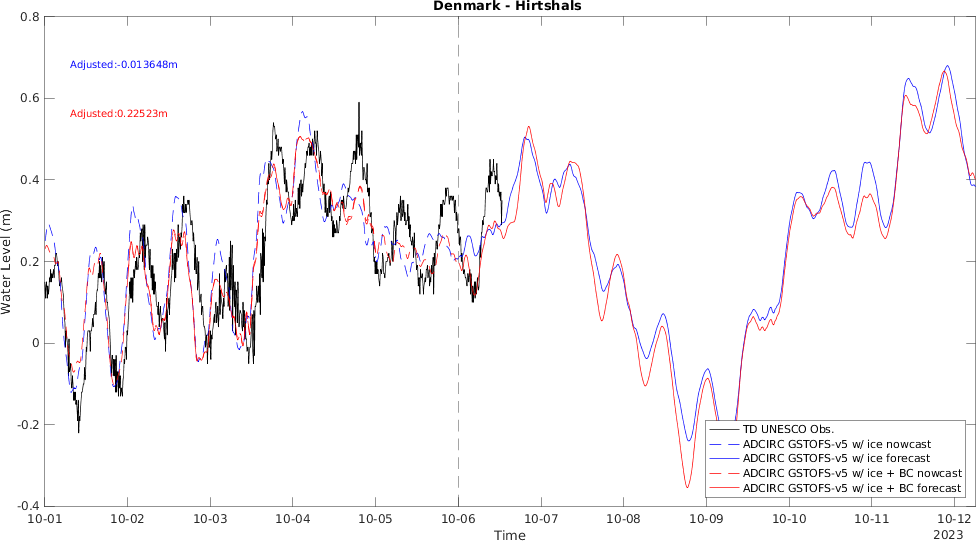 Denmark - Hirtshals
0.8
Adjusted:-0.013648m
0.6
Adjusted:0.22523m
0.4
Water Level (m)
0.2
0
-0.2
TD UNESCO Obs.
ADCIRC GSTOFS-v5 w/ ice nowcast
ADCIRC GSTOFS-v5 w/ ice forecast
ADCIRC GSTOFS-v5 w/ ice + BC nowcast
ADCIRC GSTOFS-v5 w/ ice + BC forecast
-0.4
10-01 10-02 10-03 10-04 10-05 10-06 10-07 10-08 10-09 10-10 10-11 10-12
Time
2023